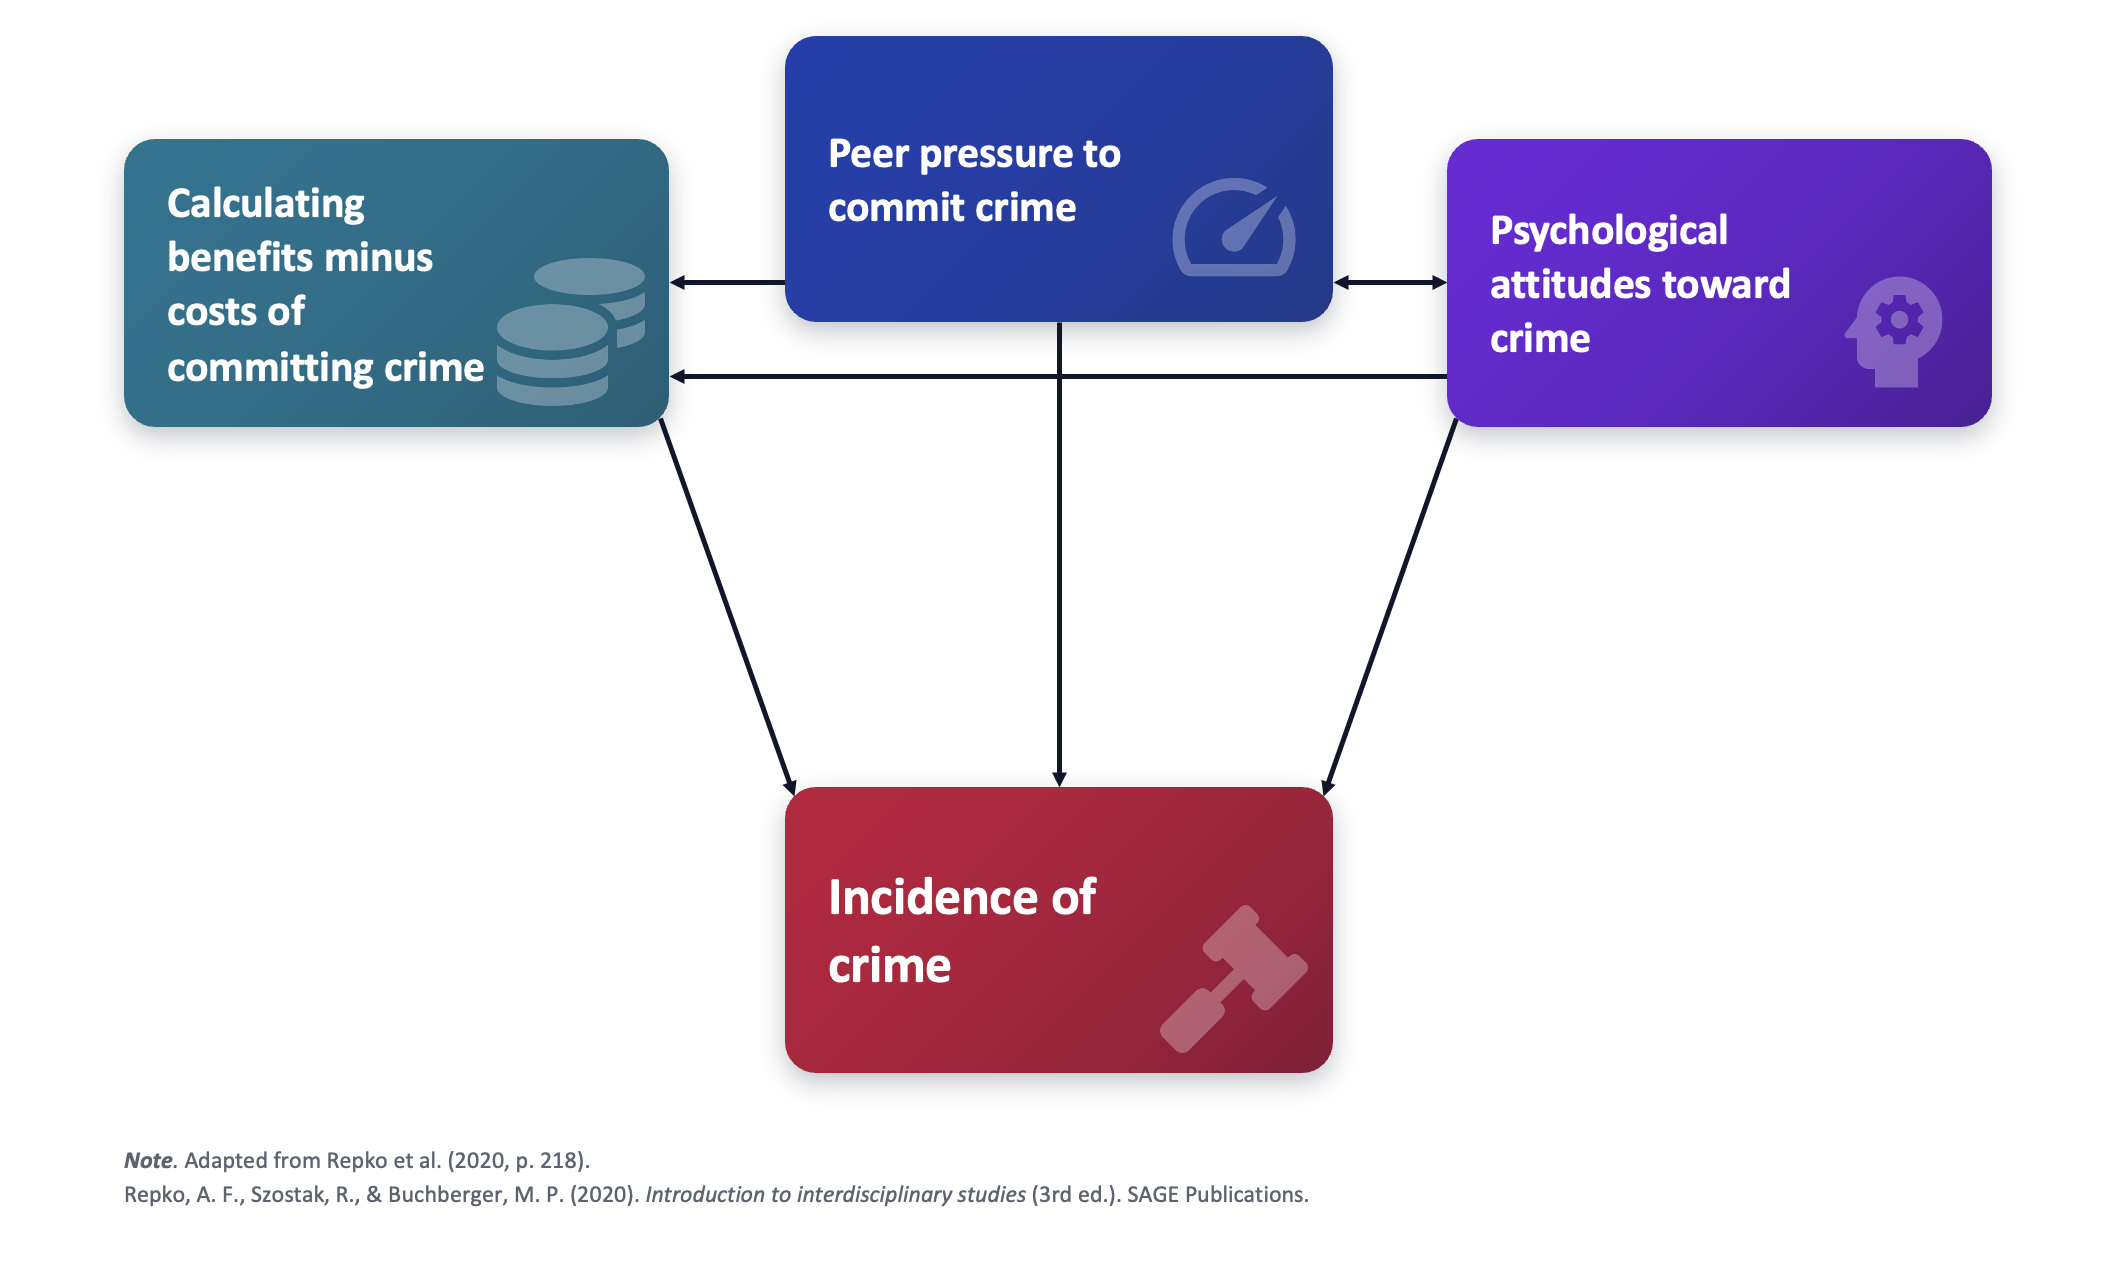 Peer pressure to
commit crime
Calculating
benefits minus
costs of
committing crime
Psychological
attitudes toward
crime
Incidence of
crime
Note. Adapted from Repko et al. (2020, p. 218).
Repko, A. F., Szostak, R., & Buchberger, M. P. (2020). Introduction to interdisciplinary studies (3rd ed.). SAGE Publications.